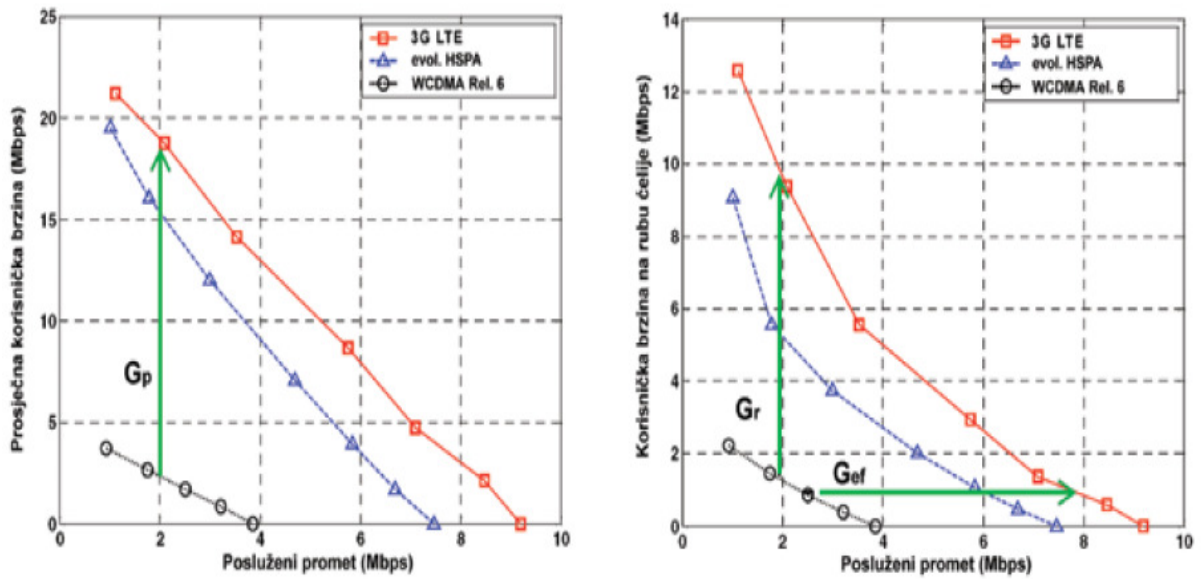 Prosječna korisnička brzina (Mbps)
25
20
15
10
5
0
3G LTE
evol. HSPA
WCDMA Rel. 6
Gp
0 2 4 6 8 10
Posluženi promet (Mbps)
Korisnička brzina na rubu ćelije (Mbps)
14
12
10
8
6
4
2
0
3G LTE
evol. HSPA
WCDMA Rel. 6
Gr
Gef
0 2 4 6 8 10
Posluženi promet (Mbps)